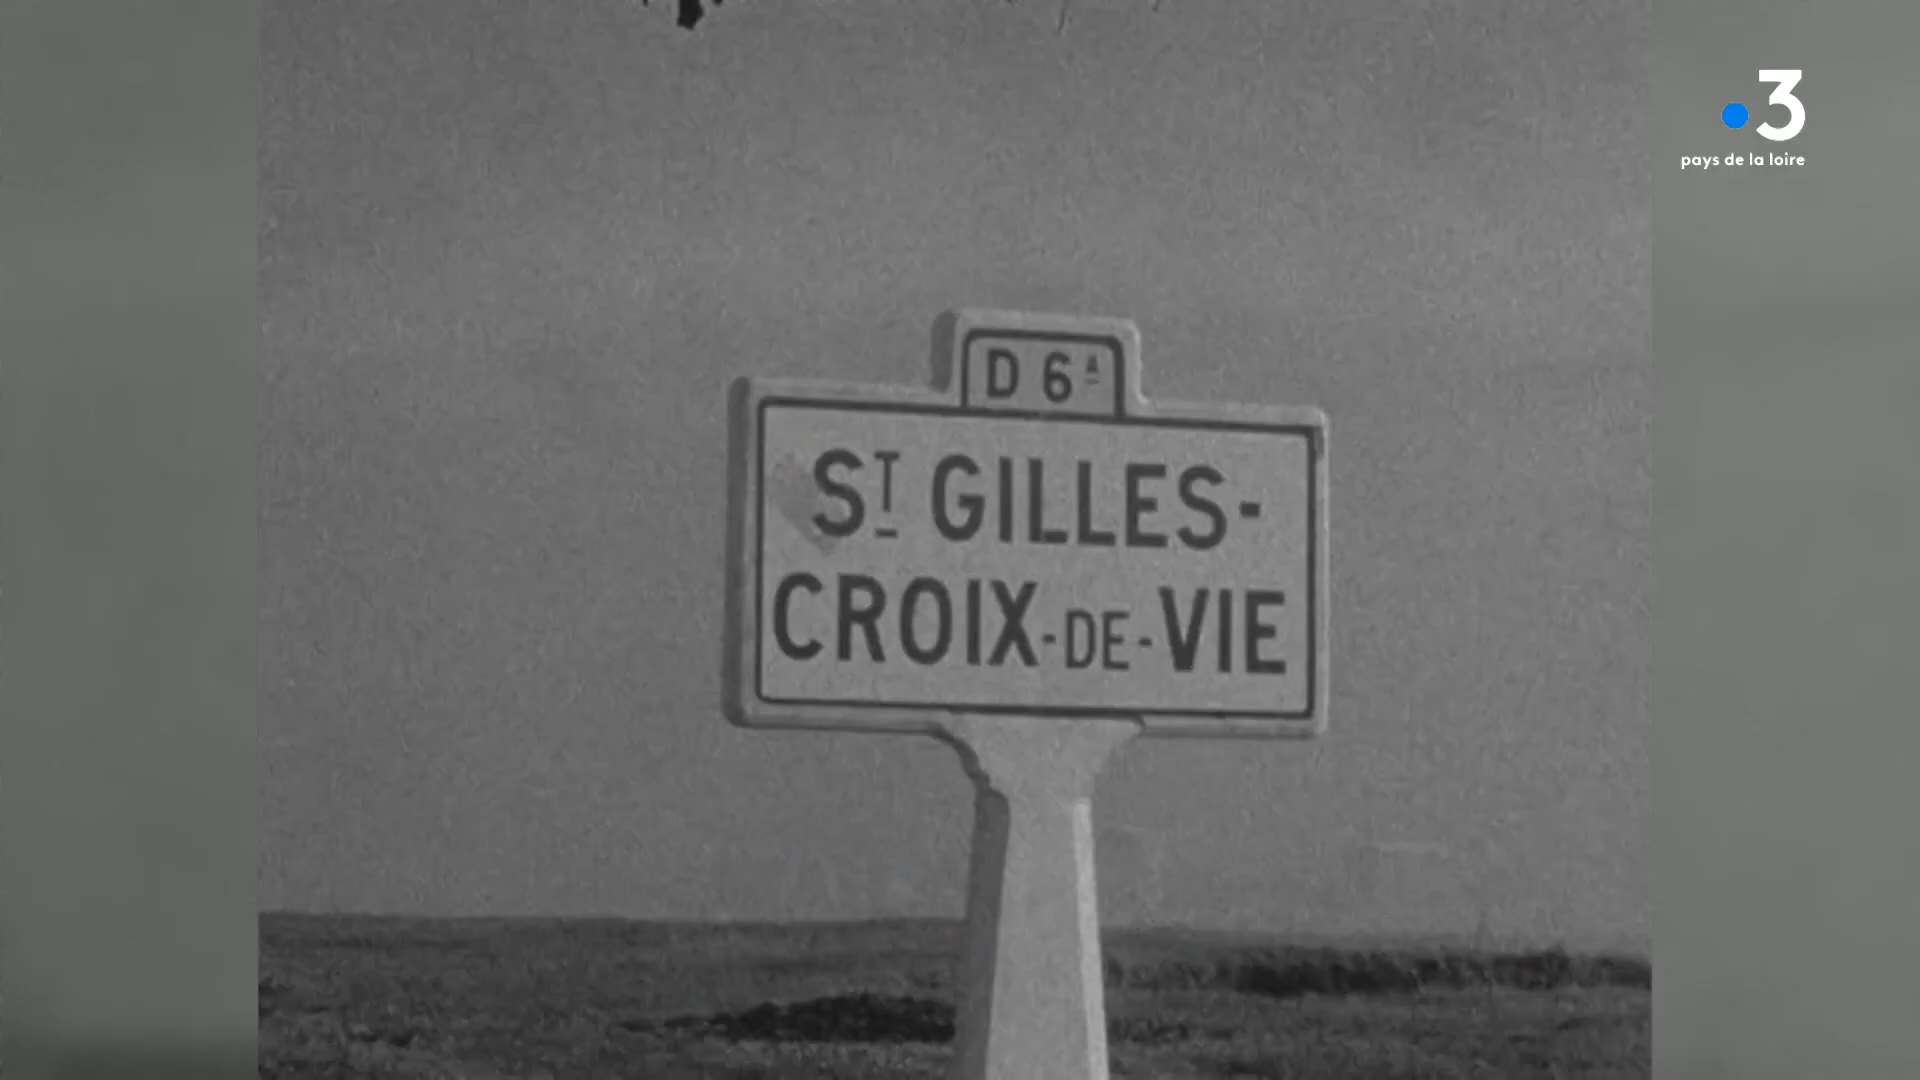 3
pays de la loire
D 6ᴬ
Sᵀ GILLES-
CROIX-DE-VIE